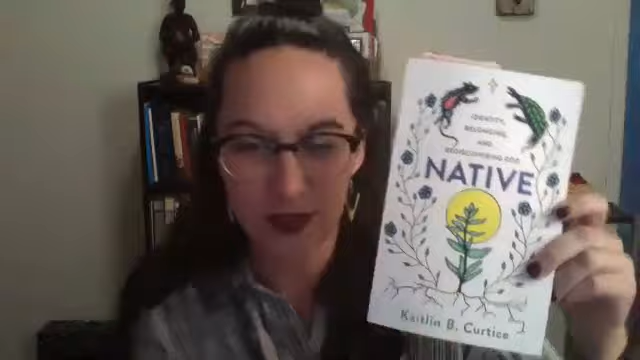 IDENTITY,
BELONGING,
AND
REDISCOVERING GOD
NATIVE
Kaitlin B. Curtice